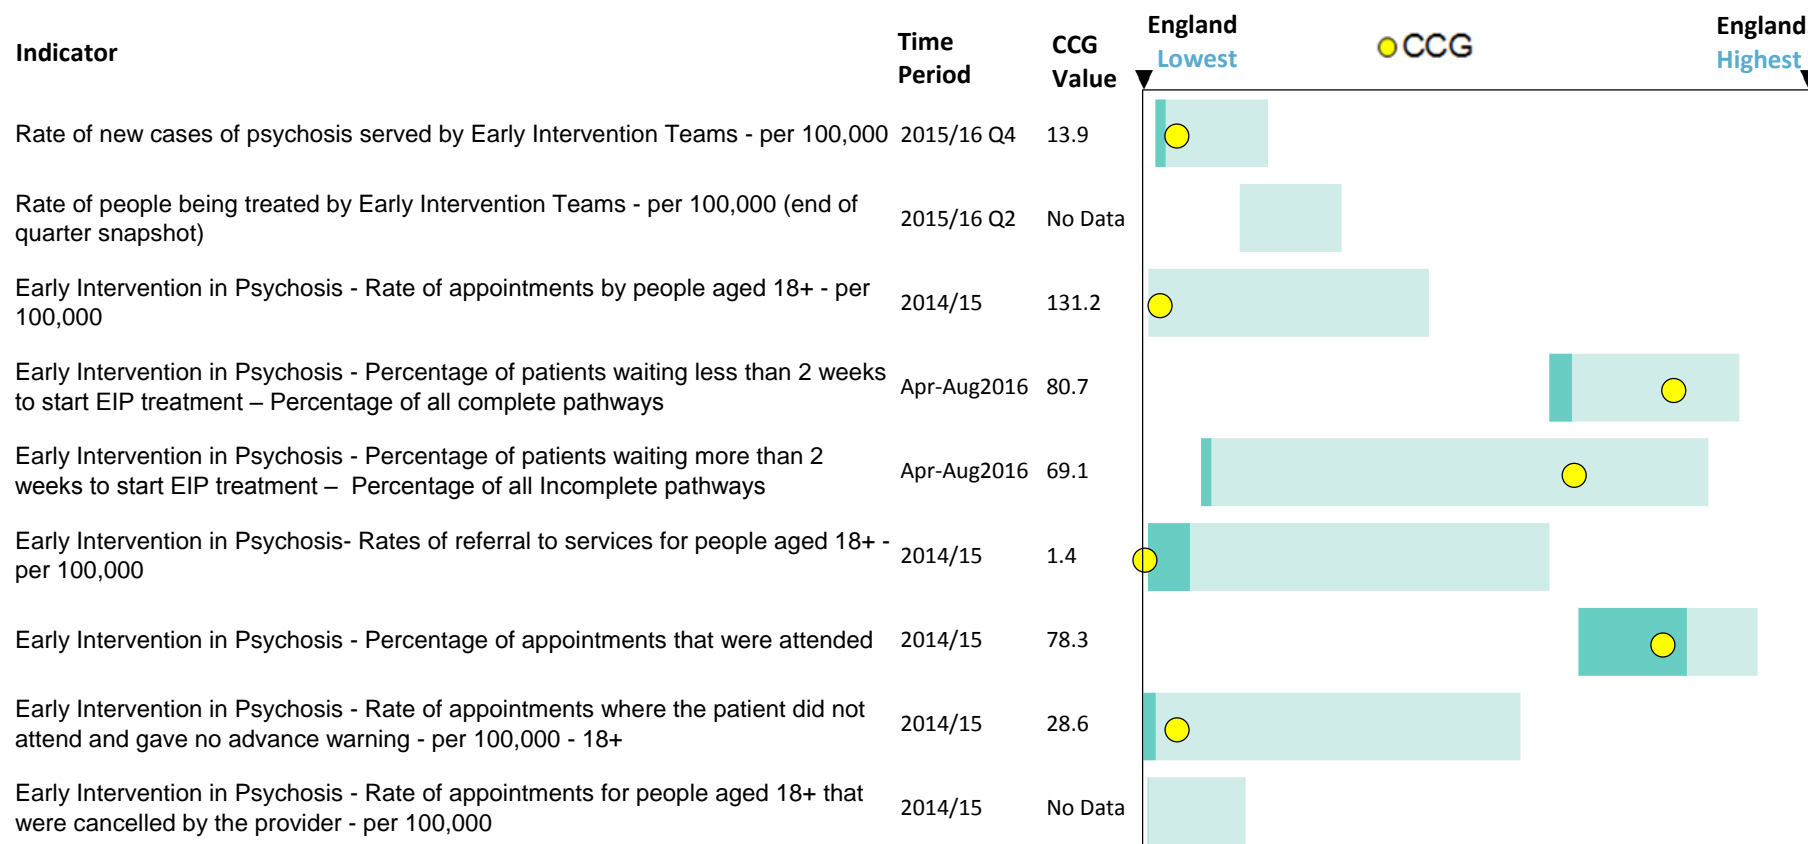 Indicator
Time Period
CCG Value
England Lowest
CCG
England Highest
Rate of new cases of psychosis served by Early Intervention Teams - per 100,000 2015/16 Q4 13.9
Rate of people being treated by Early Intervention Teams - per 100,000 (end of
quarter snapshot)
2015/16 Q2 No Data
Early Intervention in Psychosis - Rate of appointments by people aged 18+ - per
100,000
2014/15 131.2
Early Intervention in Psychosis - Percentage of patients waiting less than 2 weeks
to start EIP treatment – Percentage of all complete pathways
Apr-Aug2016 80.7
Early Intervention in Psychosis - Percentage of patients waiting more than 2
weeks to start EIP treatment – Percentage of all Incomplete pathways
Apr-Aug2016 69.1
Early Intervention in Psychosis- Rates of referral to services for people aged 18+ -
per 100,000
2014/15 1.4
Early Intervention in Psychosis - Percentage of appointments that were attended 2014/15 78.3
Early Intervention in Psychosis - Rate of appointments where the patient did not
attend and gave no advance warning - per 100,000 - 18+
2014/15 28.6
Early Intervention in Psychosis - Rate of appointments for people aged 18+ that
were cancelled by the provider - per 100,000
2014/15 No Data